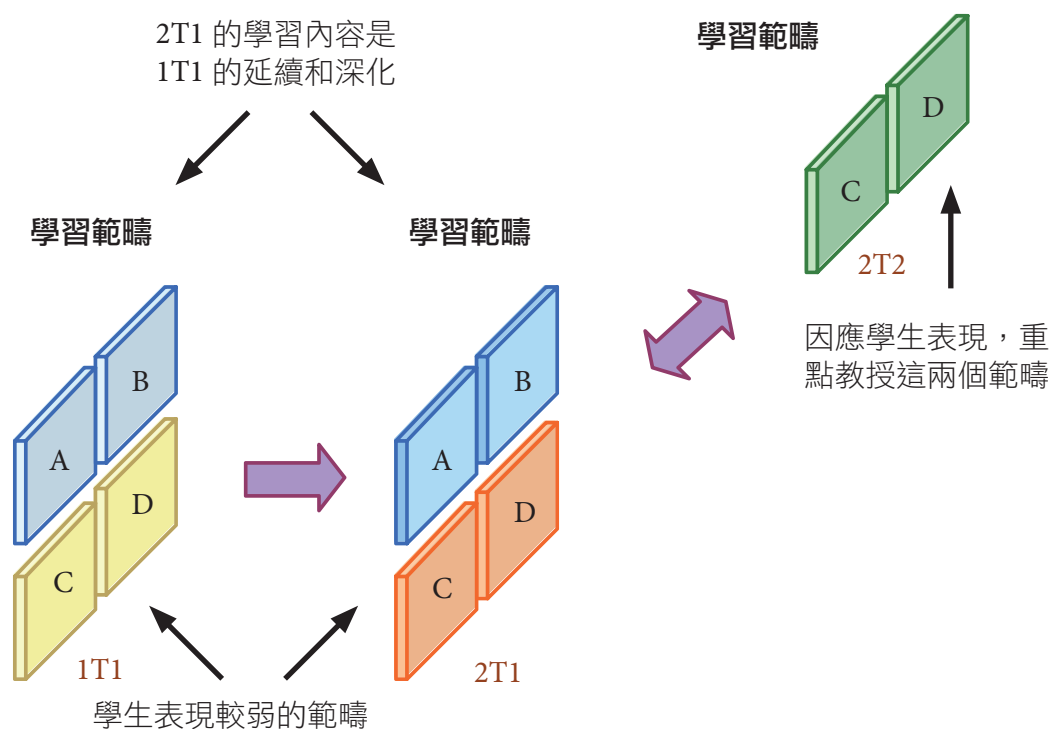 2T1 的學習內容是
1T1 的延續和深化
學習範疇
學習範疇
A
B
C
D
1T1
學習範疇
A
B
C
D
2T1
學生表現較弱的範疇
C
D
2T2
因應學生表現，重
點教授這兩個範疇